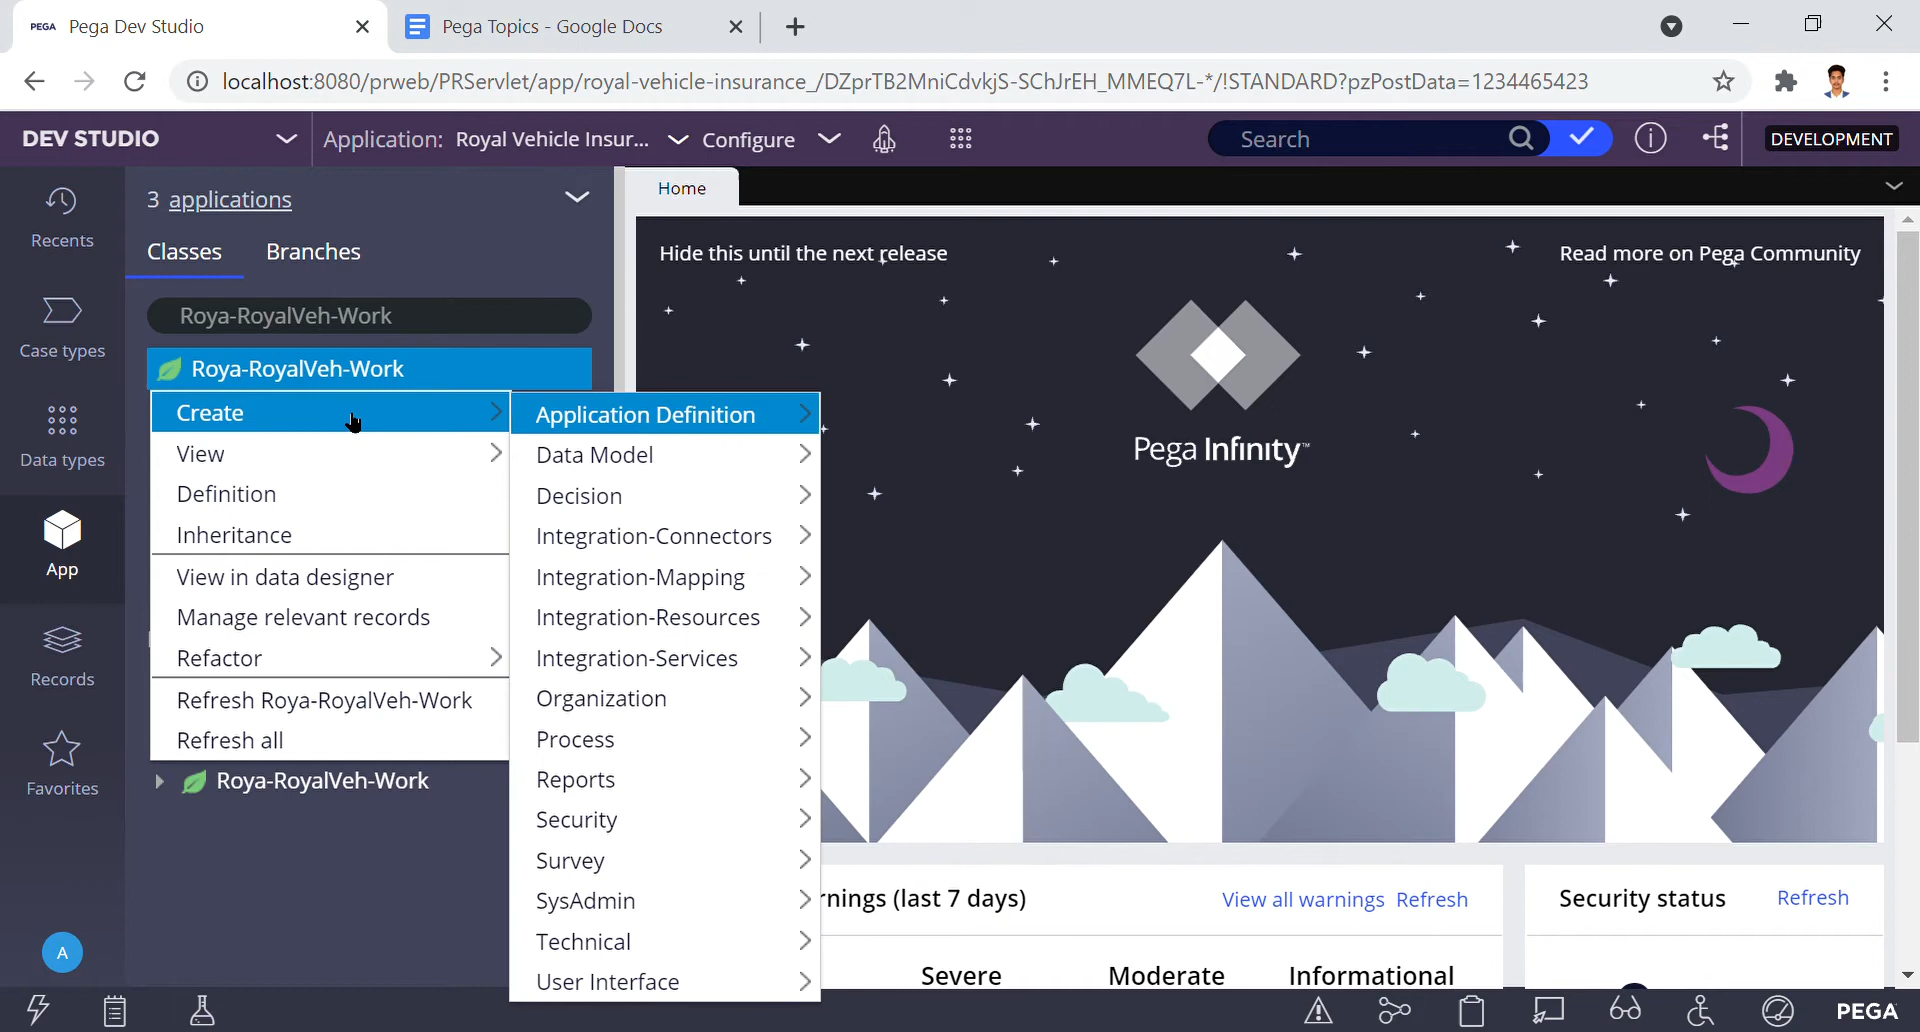 PEGA Pega Dev Studio
Pega Topics - Google Docs
localhost:8080/prweb/PRServlet/app/royal-vehicle-insurance_/DZprTB2MniCdvkjS-SChJrEH_MMEQ7L-*/!STANDARD?pzPostData=1234465423
DEV STUDIO
Application: Royal Vehicle Insur...
Configure
Search
DEVELOPMENT
Recents
Case types
Data types
App
Records
Favorites
A
3 applications
Classes
Branches
Roya-RoyalVeh-Work
Roya-RoyalVeh-Work
Create
View
Definition
Inheritance
View in data designer
Manage relevant records
Refactor
Refresh Roya-RoyalVeh-Work
Refresh all
Roya-RoyalVeh-Work
Application Definition
Data Model
Decision
Integration-Connectors
Integration-Mapping
Integration-Resources
Integration-Services
Organization
Process
Reports
Security
Survey
SysAdmin
Technical
User Interface
Home
Hide this until the next release
Read more on Pega Community
Pega Infinity™
rnings (last 7 days)
View all warnings
Refresh
Severe
Moderate
Informational
Security status
Refresh
PEGA